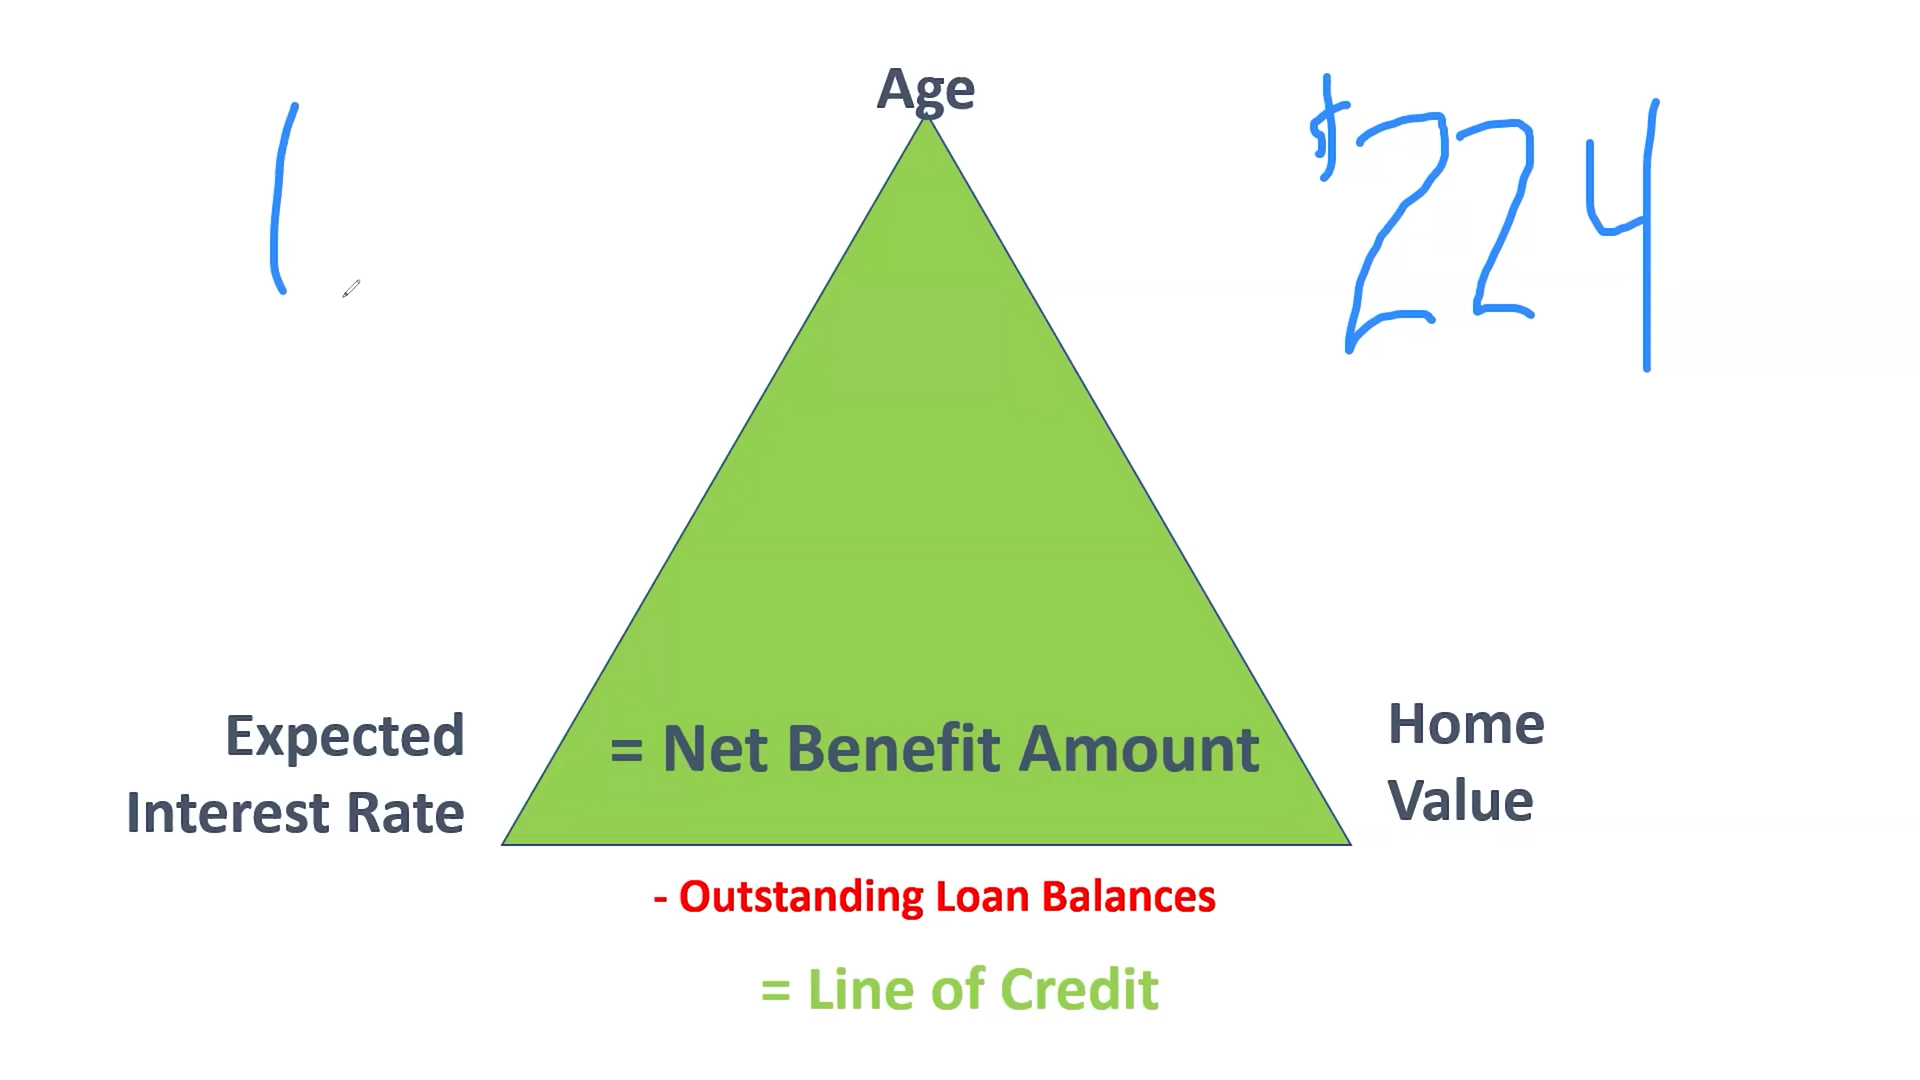 Age
$224
Expected
Interest Rate
= Net Benefit Amount
Home
Value
- Outstanding Loan Balances
= Line of Credit